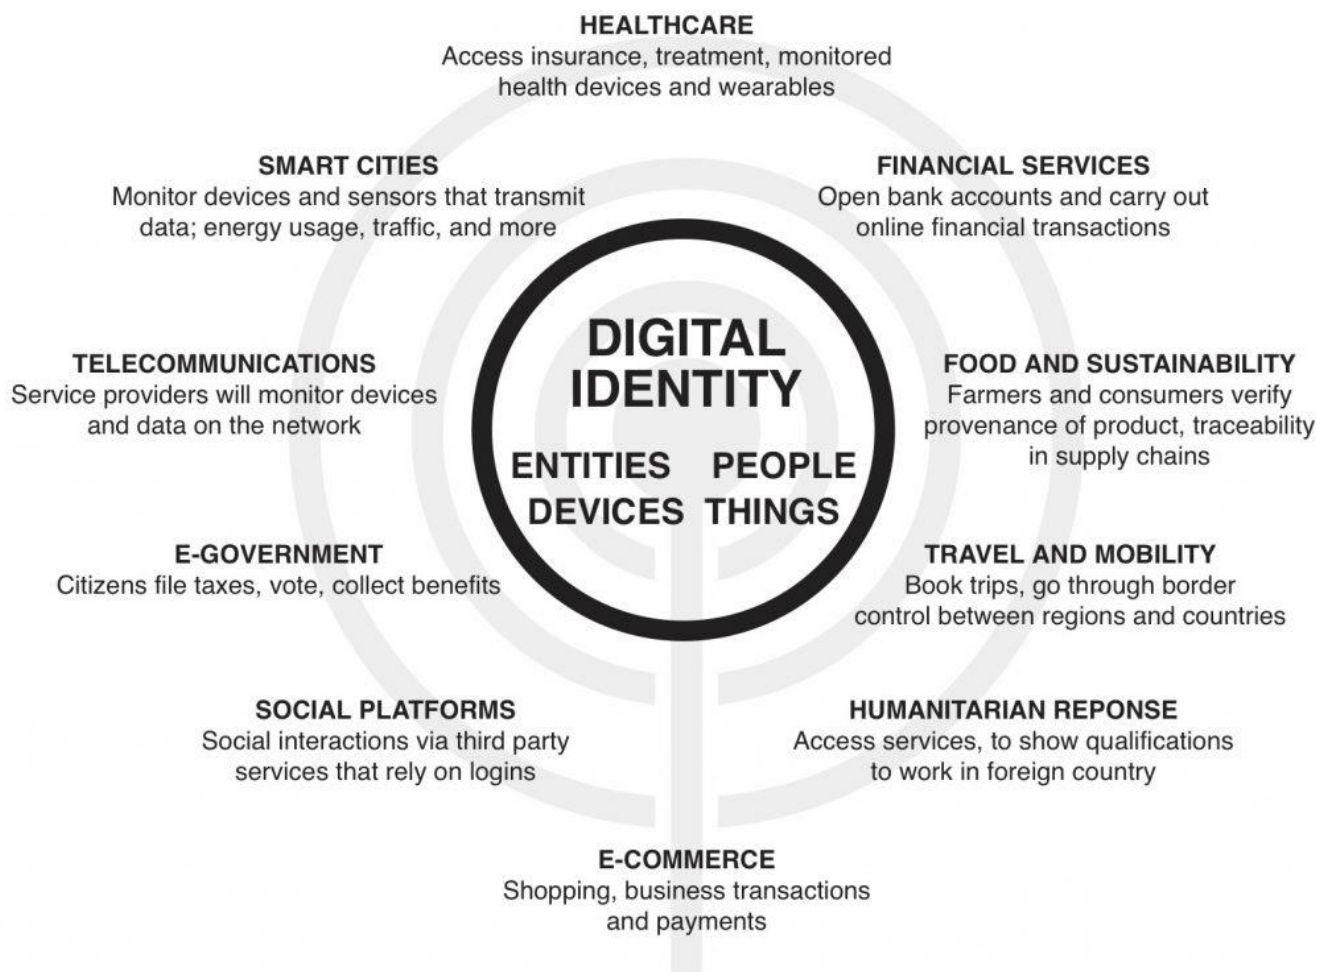 HEALTHCARE
Access insurance, treatment, monitored
health devices and wearables
SMART CITIES
Monitor devices and sensors that transmit
data; energy usage, traffic, and more
FINANCIAL SERVICES
Open bank accounts and carry out
online financial transactions
DIGITAL
IDENTITY
ENTITIES PEOPLE
DEVICES THINGS
TELECOMMUNICATIONS
Service providers will monitor devices
and data on the network
FOOD AND SUSTAINABILITY
Farmers and consumers verify
provenance of product, traceability
in supply chains
E-GOVERNMENT
Citizens file taxes, vote, collect benefits
TRAVEL AND MOBILITY
Book trips, go through border
control between regions and countries
SOCIAL PLATFORMS
Social interactions via third party
services that rely on logins
HUMANITARIAN REPONSE
Access services, to show qualifications
to work in foreign country
E-COMMERCE
Shopping, business transactions
and payments